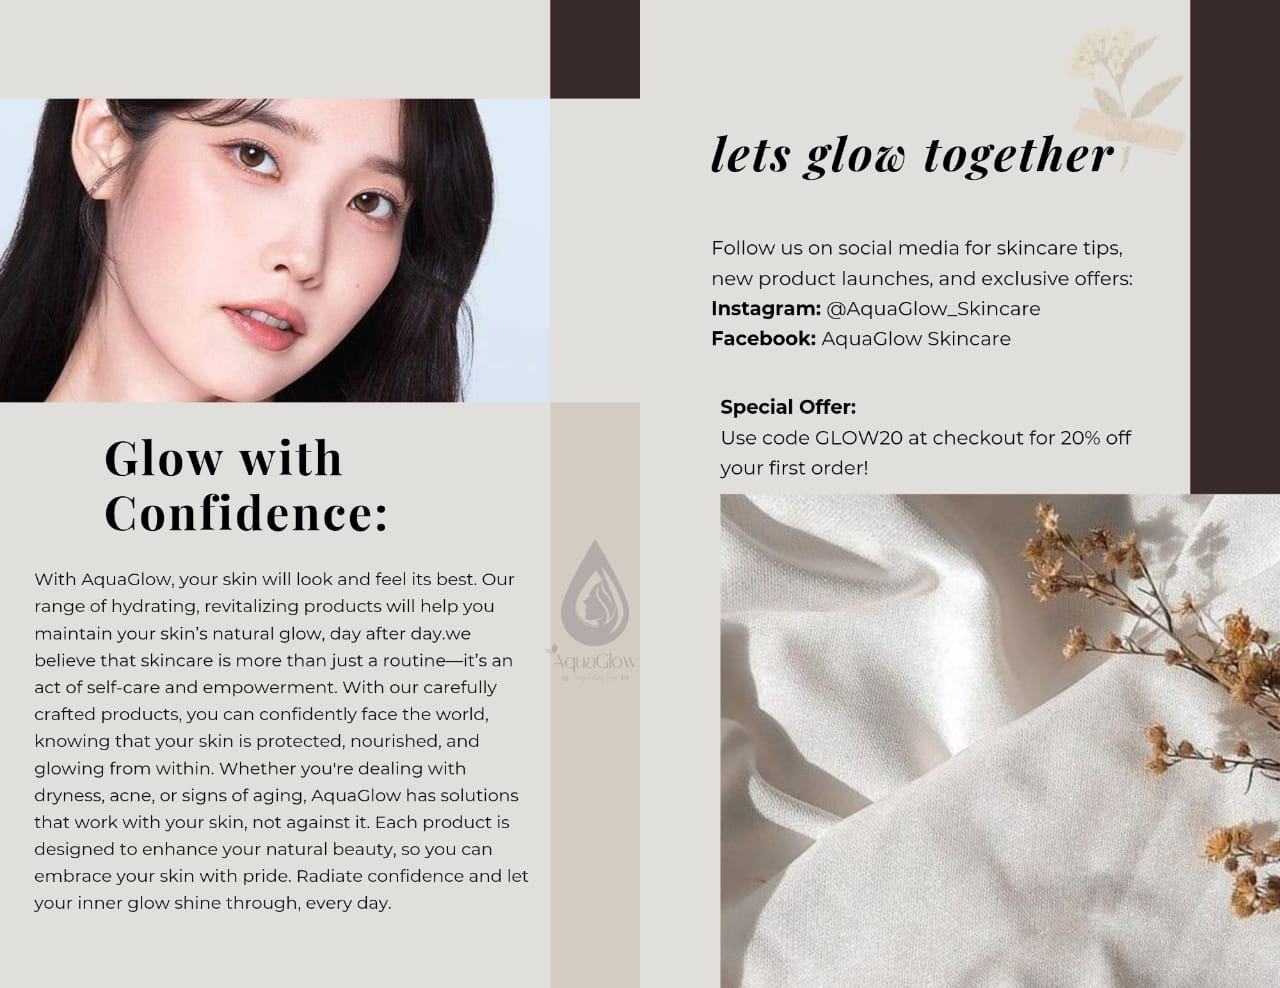 Glow with
Confidence:
With AquaGlow, your skin will look and feel its best. Our
range of hydrating, revitalizing products will help you
maintain your skin’s natural glow, day after day.we
believe that skincare is more than just a routine—it’s an
act of self-care and empowerment. With our carefully
crafted products, you can confidently face the world,
knowing that your skin is protected, nourished, and
glowing from within. Whether you're dealing with
dryness, acne, or signs of aging, AquaGlow has solutions
that work with your skin, not against it. Each product is
designed to enhance your natural beauty, so you can
embrace your skin with pride. Radiate confidence and let
your inner glow shine through, every day.
AquaGlow
lets glow together
Follow us on social media for skincare tips,
new product launches, and exclusive offers:
Instagram: @AquaGlow_Skincare
Facebook: AquaGlow Skincare
Special Offer:
Use code GLOW20 at checkout for 20% off
your first order!